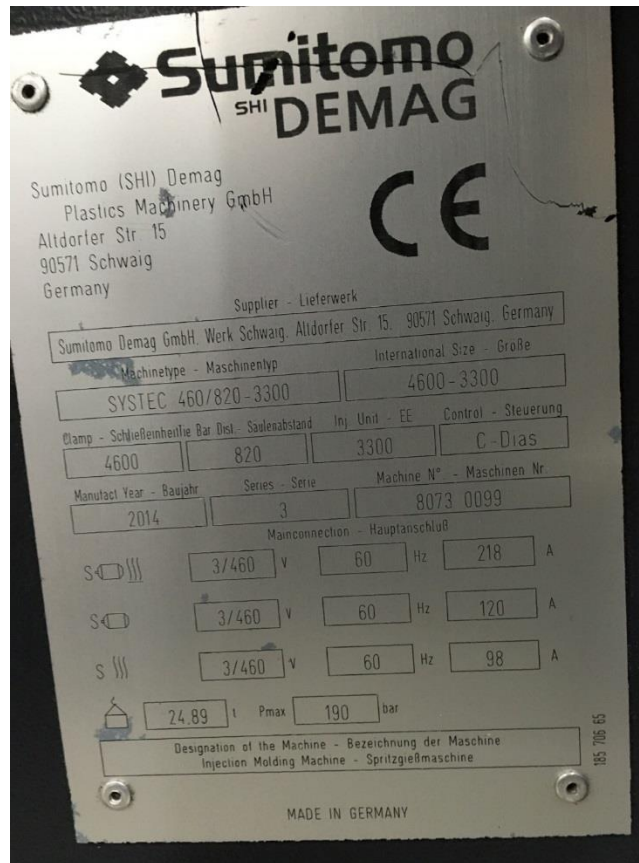 Sumitomo
SHI DEMAG
Sumitomo (SHI) Demag
Plastics Machinery GmbH
Altdorfer Str. 15
90571 Schwaig
Germany
CE
Supplier - Lieferwerk
Sumitomo Demag GmbH. Werk Schwaig. Altdorfer Str. 15. 90571 Schwaig. Germany
Machinetype - Maschinentyp International Size - Größe
SYSTEC 460/820-3300 4600-3300
Clamp - Schließeinheit Tie Bar Dist.- Säulenabstand Inj. Unit - EE Control - Steuerung
4600 820 3300 C-Dias
Manufact Year - Baujahr Series - Serie Machine N° - Maschinen Nr.
2014 3 8073 0099
Mainconnection - Hauptanschluß
S 3/460 V 60 Hz 218 A
S 3/460 V 60 Hz 120 A
S 3/460 V 60 Hz 98 A
24.89 t Pmax 190 bar
Designation of the Machine - Bezeichnung der Maschine
Injection Molding Machine - Spritzgießmaschine
185 706 65
MADE IN GERMANY